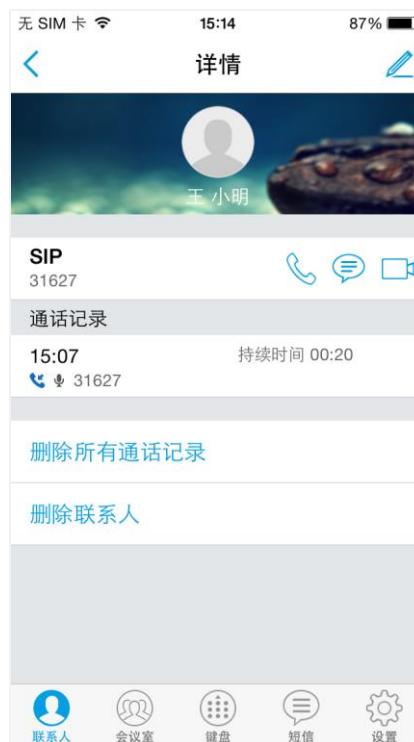 无 SIM 卡 15:14 87%
详情
王 小明
SIP
31627
通话记录
15:07 持续时间 00:20
31627
删除所有通话记录
删除联系人
联系人 会议室 键盘 短信 设置